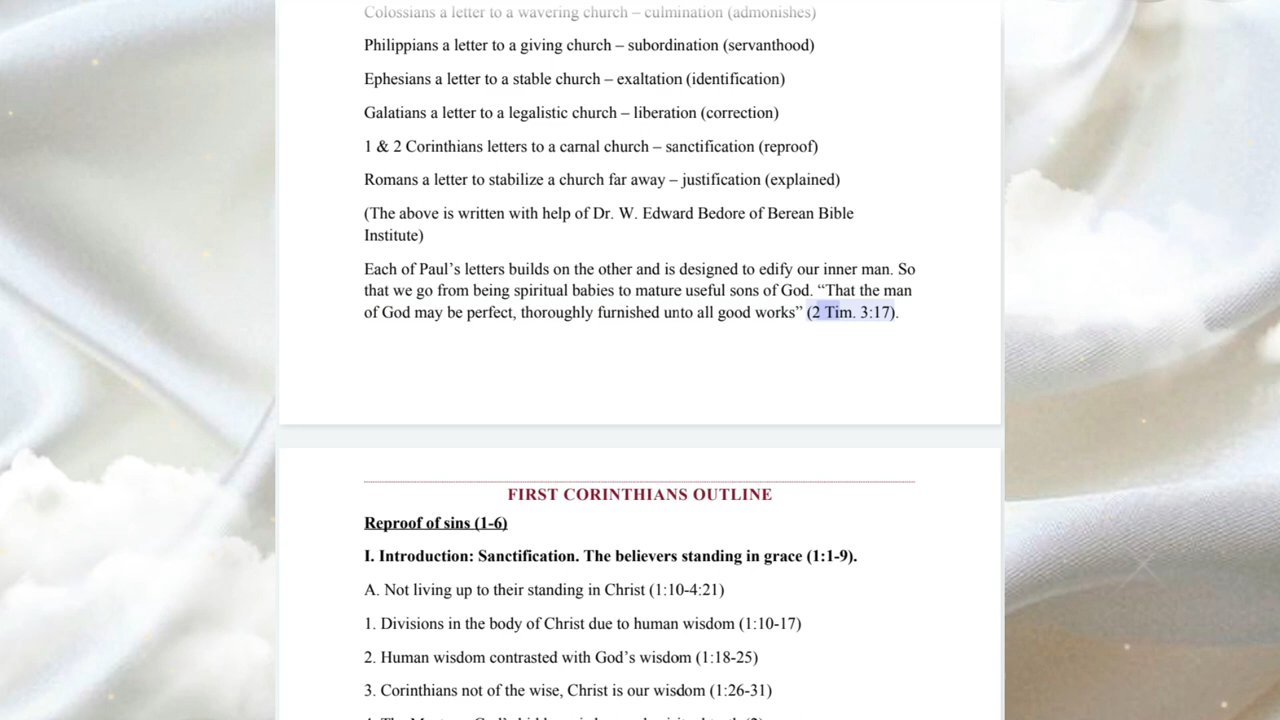 Colossians a letter to a wavering church – culmination (admonishes)
Philippians a letter to a giving church – subordination (servanthood)
Ephesians a letter to a stable church – exaltation (identification)
Galatians a letter to a legalistic church – liberation (correction)
1 & 2 Corinthians letters to a carnal church – sanctification (reproof)
Romans a letter to stabilize a church far away – justification (explained)
(The above is written with help of Dr. W. Edward Bedore of Berean Bible
Institute)
Each of Paul’s letters builds on the other and is designed to edify our inner man. So
that we go from being spiritual babies to mature useful sons of God. “That the man
of God may be perfect, thoroughly furnished unto all good works” (2 Tim. 3:17).
FIRST CORINTHIANS OUTLINE
Reproof of sins (1-6)
I. Introduction: Sanctification. The believers standing in grace (1:1-9).
A. Not living up to their standing in Christ (1:10-4:21)
1. Divisions in the body of Christ due to human wisdom (1:10-17)
2. Human wisdom contrasted with God’s wisdom (1:18-25)
3. Corinthians not of the wise, Christ is our wisdom (1:26-31)